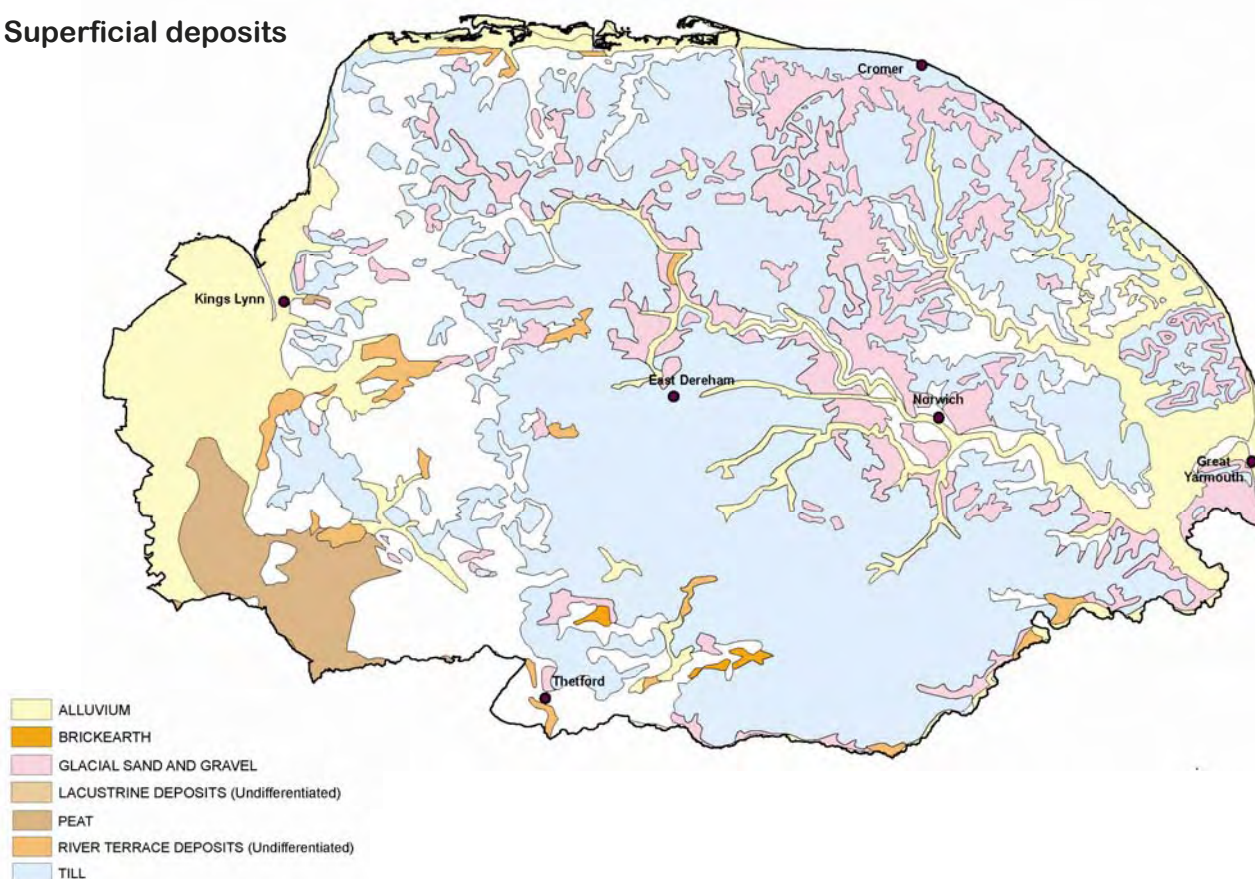 Superficial deposits
Cromer
Kings Lynn
East Dereham
Norwich
Great
Yarmouth
Thetford
ALLUVIUM
BRICKEARTH
GLACIAL SAND AND GRAVEL
LACUSTRINE DEPOSITS (Undifferentiated)
PEAT
RIVER TERRACE DEPOSITS (Undifferentiated)
TILL